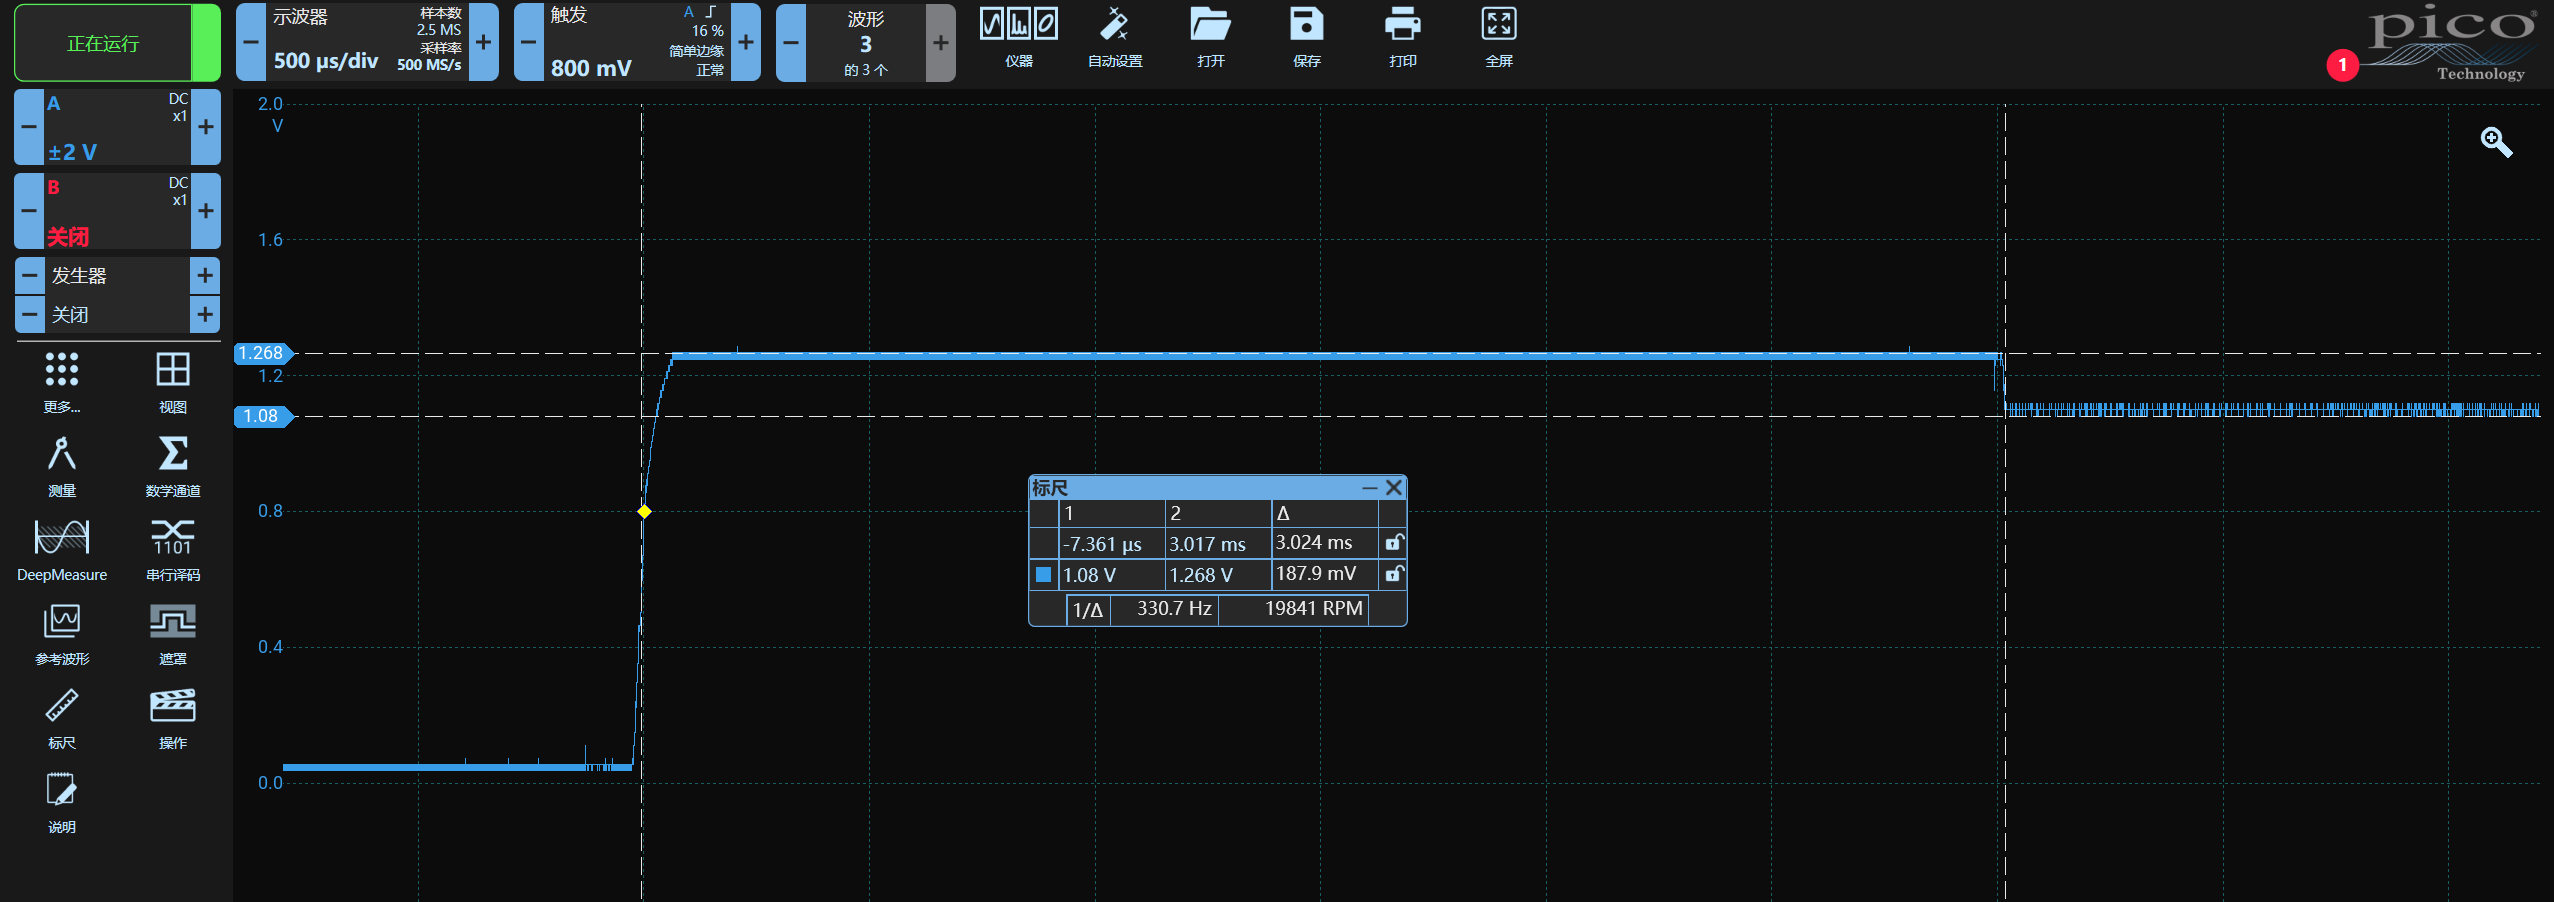 正在运行
示波器
样本数
2.5 MS
采样率
500 µs/div
500 MS/s
触发
A
16 %
简单边缘
800 mV
正常
波形
3
的 3 个
仪器
自动设置
打开
保存
打印
全屏
1
pico
Technology
A
DC
x1
±2 V
B
DC
x1
关闭
发生器
关闭
更多...
视图
测量
数学通道
1101
DeepMeasure
串行译码
参考波形
遮罩
标尺
操作
说明
2.0
V
1.6
1.268
1.2
1.08
0.8
0.4
0.0
标尺
1 2 Δ
-7.361 µs 3.017 ms 3.024 ms
1.08 V 1.268 V 187.9 mV
1/Δ 330.7 Hz 19841 RPM